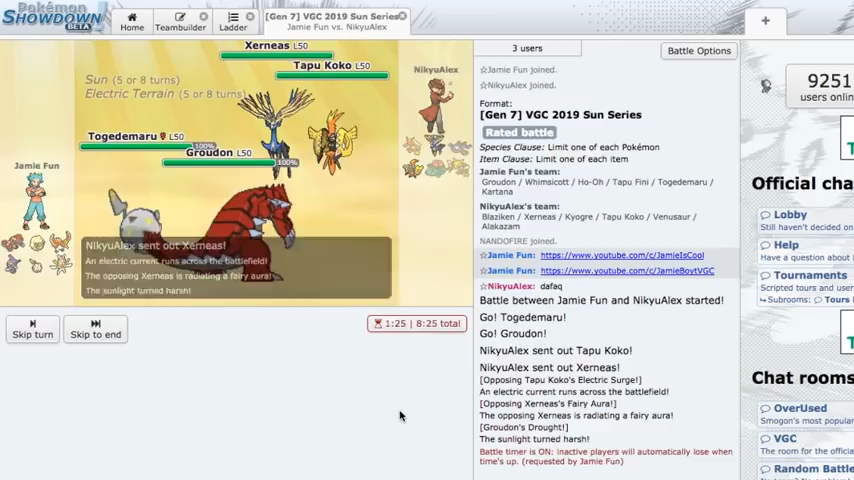 Pokémon
SHOWDOWN
BETA
Home
Teambuilder
Ladder
[Gen 7] VGC 2019 Sun Series
Jamie Fun vs. NikyuAlex
+
Xerneas L50
Tapu Koko L50
Sun (5 or 8 turns)
Electric Terrain (5 or 8 turns)
NikyuAlex
Togedemaru L50
100%
Groudon L50
100%
Jamie Fun
NikyuAlex sent out Xerneas!
An electric current runs across the battlefield!
The opposing Xerneas is radiating a fairy aura!
The sunlight turned harsh!
Skip turn
Skip to end
1:25 | 8:25 total
3 users
Battle Options
☆Jamie Fun joined.
☆NikyuAlex joined.
Format:
[Gen 7] VGC 2019 Sun Series
Rated battle
Species Clause: Limit one of each Pokémon
Item Clause: Limit one of each item
Jamie Fun's team:
Groudon / Whimsicott / Ho-Oh / Tapu Fini / Togedemaru /
Kartana
NikyuAlex's team:
Blaziken / Xerneas / Kyogre / Tapu Koko / Venusaur /
Alakazam
NANDOFIRE joined.
☆Jamie Fun: https://www.youtube.com/c/JamieIsCool
☆Jamie Fun: https://www.youtube.com/c/JamieBoytVGC
☆NikyuAlex: dafaq
Battle between Jamie Fun and NikyuAlex started!
Go! Togedemaru!
Go! Groudon!
NikyuAlex sent out Tapu Koko!
NikyuAlex sent out Xerneas!
[Opposing Tapu Koko's Electric Surge!]
An electric current runs across the battlefield!
[Opposing Xerneas's Fairy Aura!]
The opposing Xerneas is radiating a fairy aura!
[Groudon's Drought!]
The sunlight turned harsh!
Battle timer is ON: inactive players will automatically lose when
time's up. (requested by Jamie Fun)
9251
users onlin
Official cha
Lobby
Still haven't decided on
Help
Have a question about
Tournaments
Scripted tours and user
Subrooms: Tours
Chat rooms
OverUsed
Smogon's most popular
VGC
The room for the officia
Random Battle